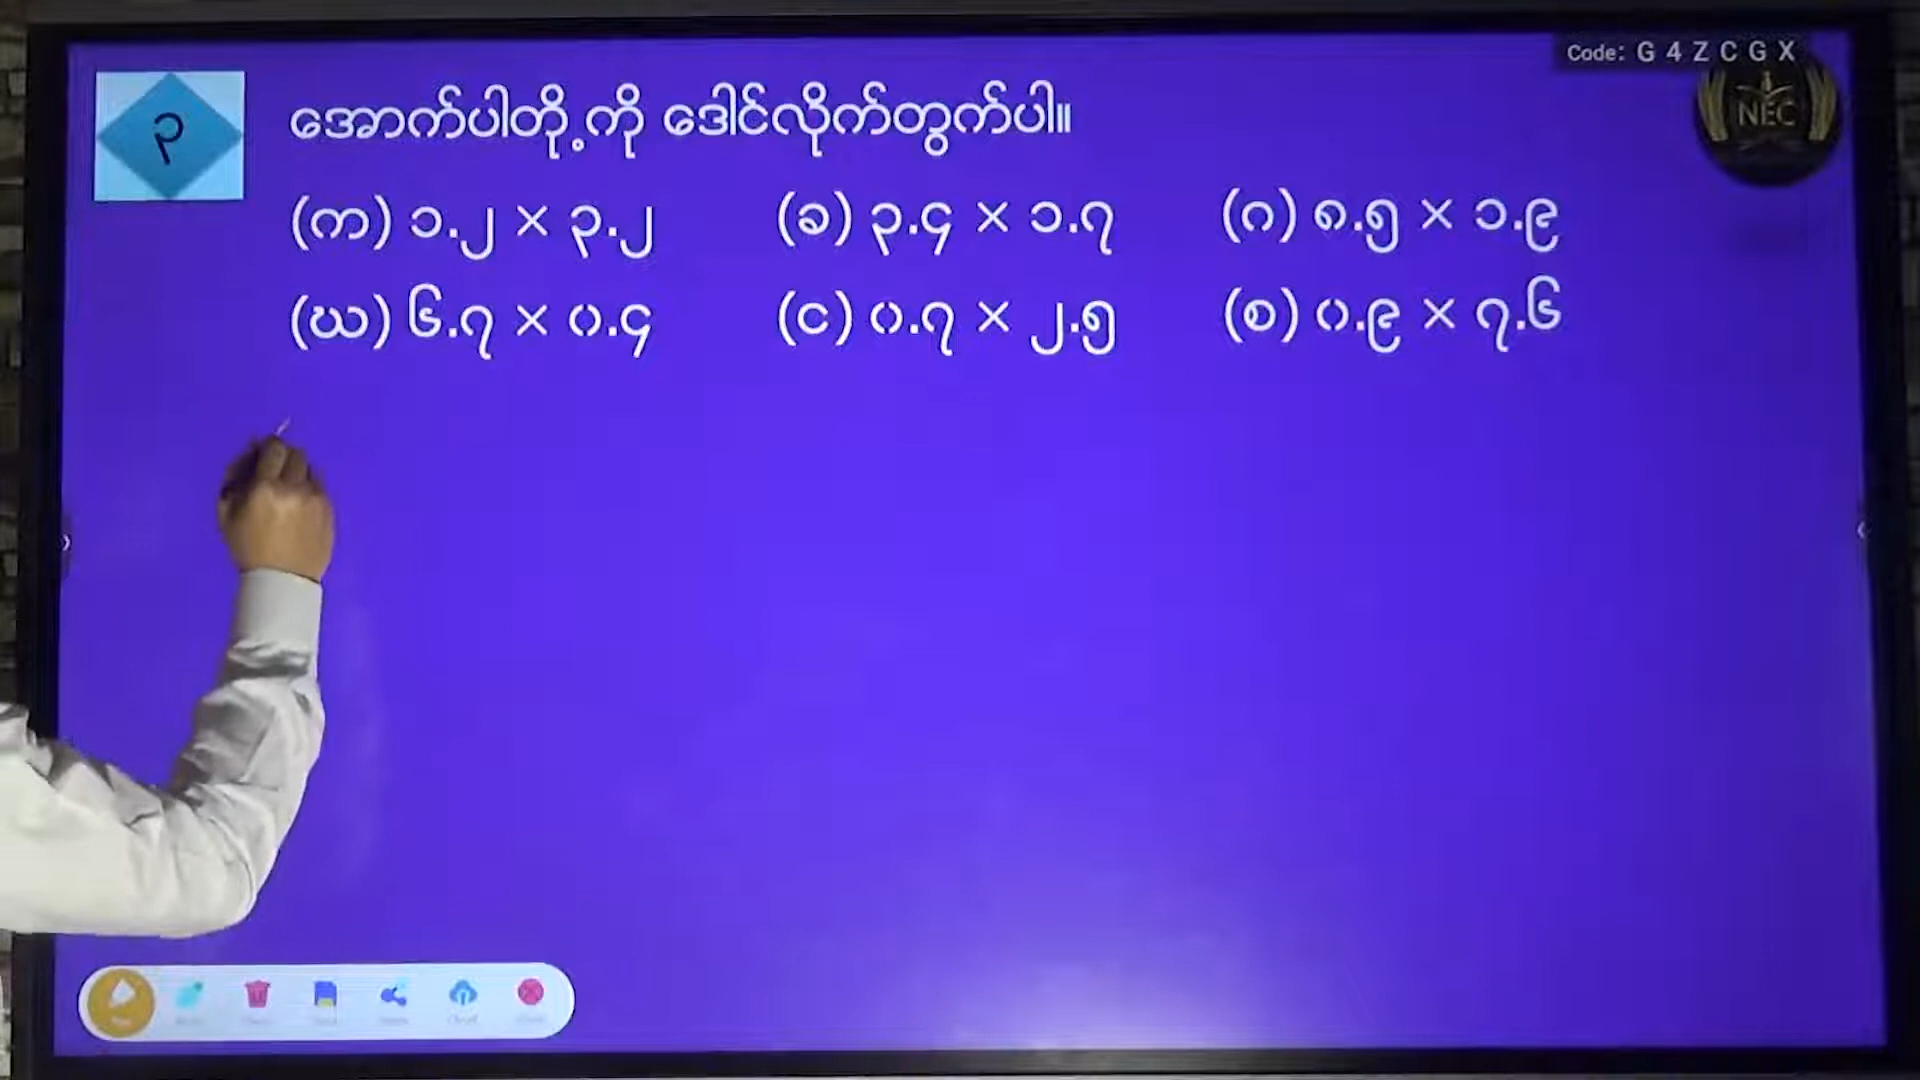 Code: G 4 Z C G X
NEC
၃
အောက်ပါတို့ကို ဒေါင်လိုက်တွက်ပါ။
(က) ၁.၂ × ၃.၂ (ခ) ၃.၄ × ၁.၇ (ဂ) ၈.၅ × ၁.၉
(ဃ) ၆.၇ × ၀.၄ (င) ၀.၇ × ၂.၅ (စ) ၀.၉ × ၇.၆